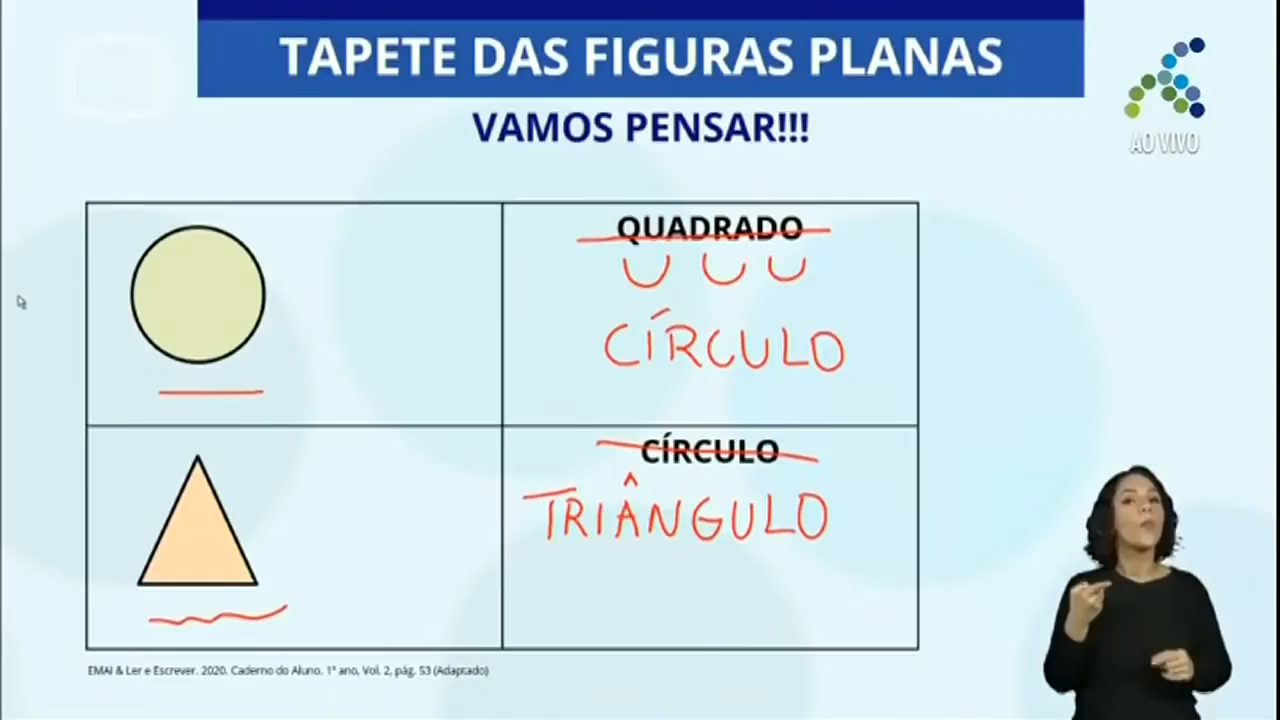 TAPETE DAS FIGURAS PLANAS
VAMOS PENSAR!!!
AO VIVO
QUADRADO
CÍRCULO
CÍRCULO
TRIÂNGULO
EMAI & Ler e Escrever. 2020. Caderno do Aluno. 1º ano, Vol. 2, pág. 53 (Adaptado)